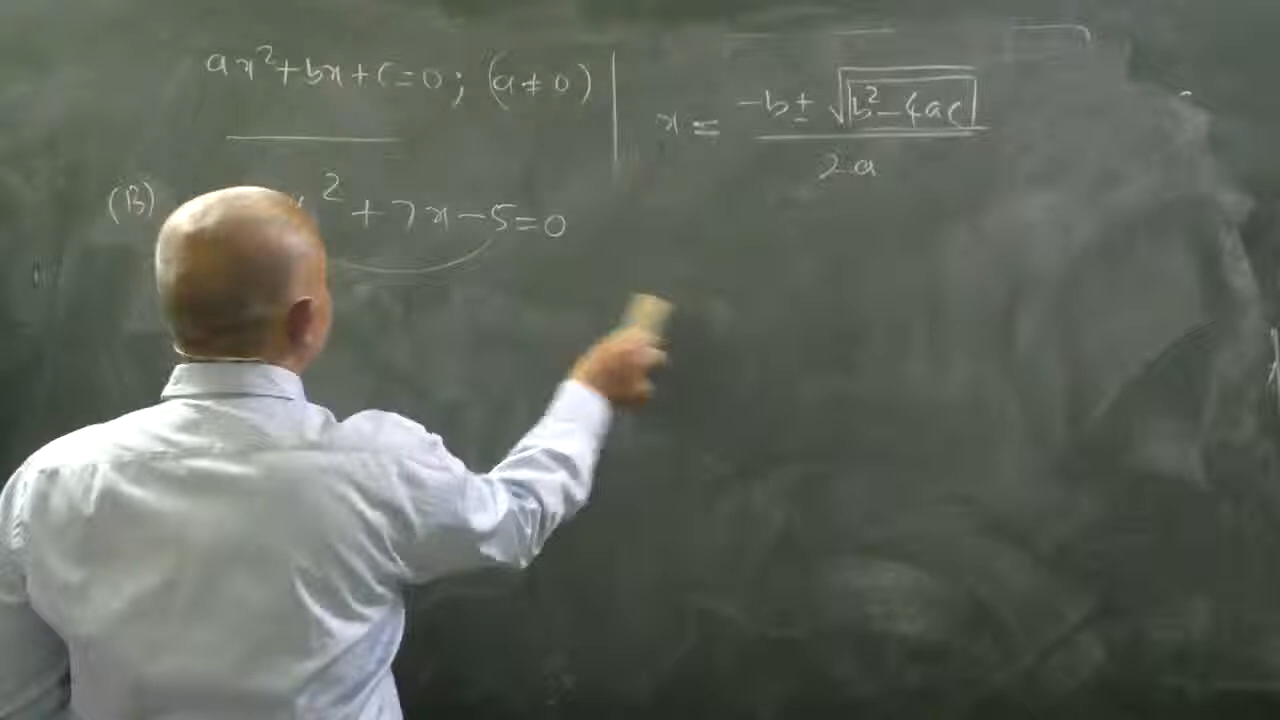 ax²+bx+c=0; (a≠0)
x = (-b ± √(b²-4ac)) / 2a
(B) x² + 7x - 5 = 0